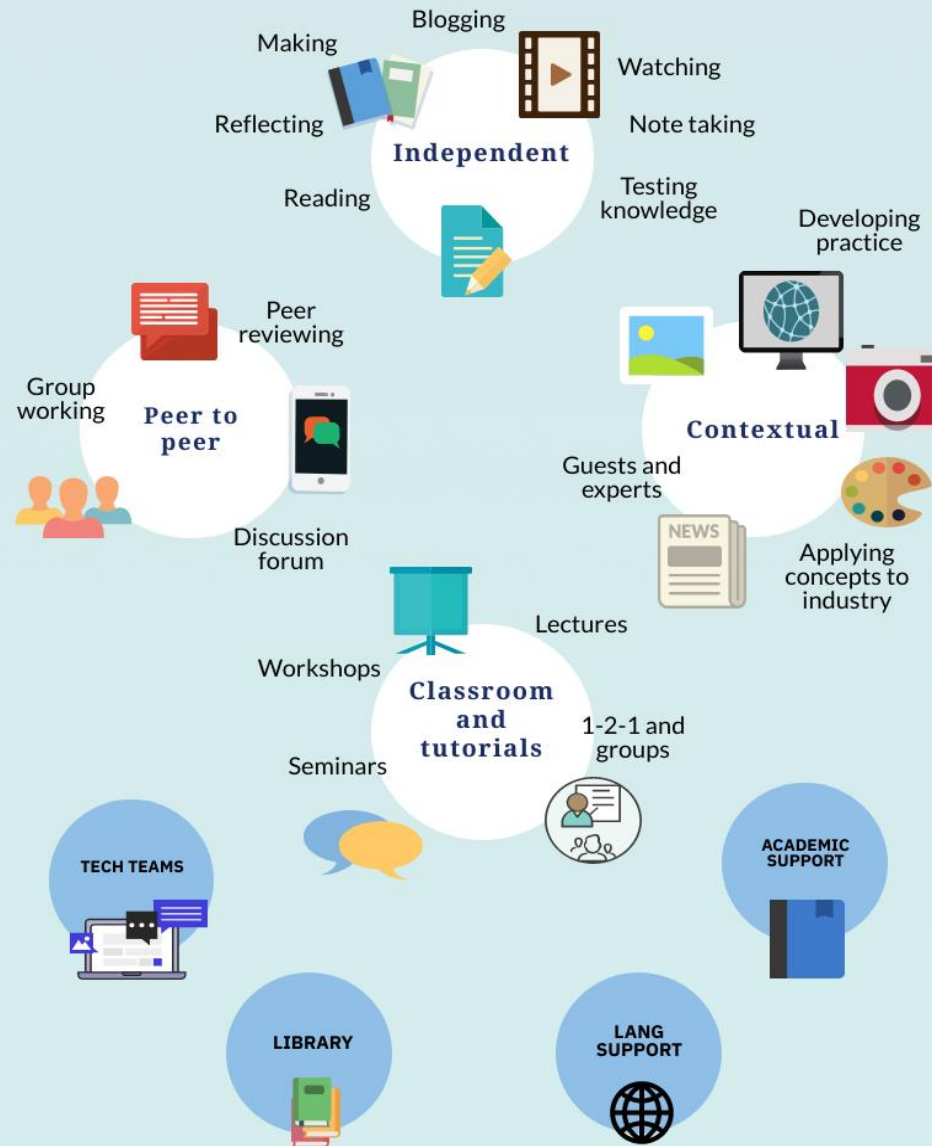 Blogging
Making
Watching
Reflecting
Note taking
Independent
Reading
Testing
knowledge
Developing
practice
Peer
reviewing
Group
working
Peer to
peer
Contextual
Guests and
experts
NEWS
Discussion
forum
Applying
concepts to
industry
Lectures
Workshops
Classroom
and
tutorials
1-2-1 and
groups
Seminars
TECH TEAMS
ACADEMIC
SUPPORT
LIBRARY
LANG
SUPPORT